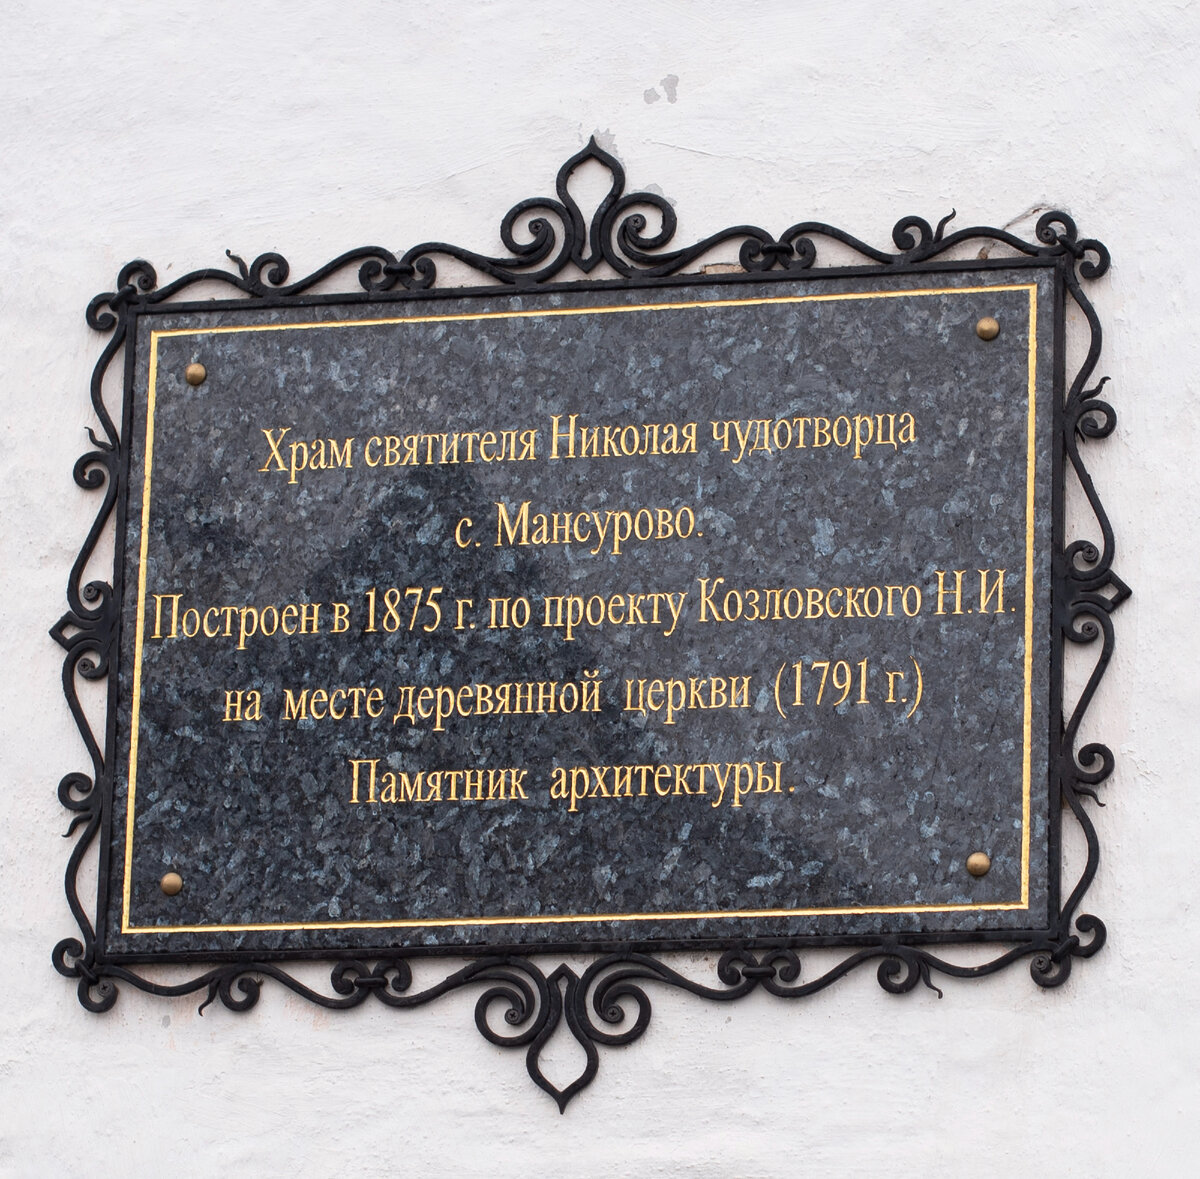 Храм святителя Николая чудотворца
с. Мансурово.
Построен в 1875 г. по проекту Козловского Н.И.
на месте деревянной церкви (1791 г.)
Памятник архитектуры.